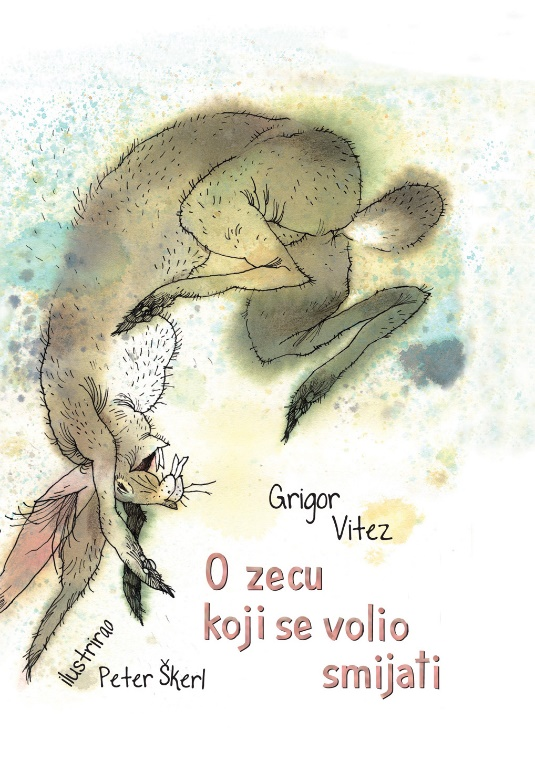 Grigor
Vitez
O zecu
koji se volio
smijati
ilustrirao
Peter Škerl